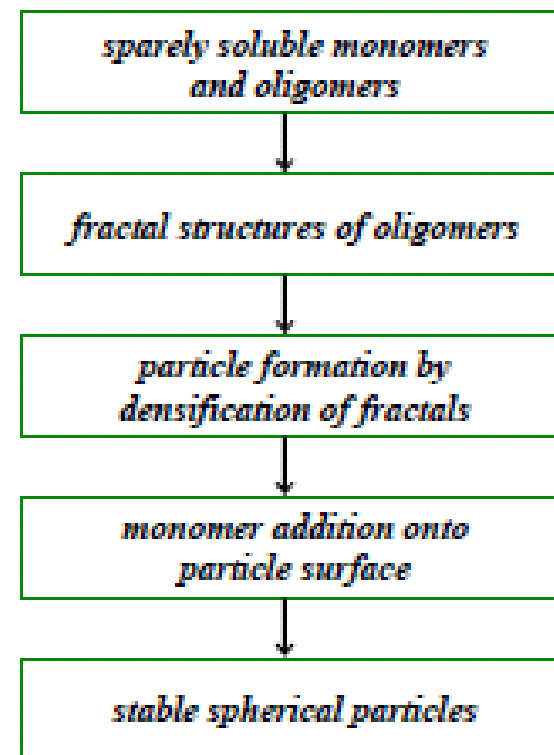 sparely soluble monomers
and oligomers
fractal structures of oligomers
particle formation by
densification of fractals
monomer addition onto
particle surface
stable spherical particles